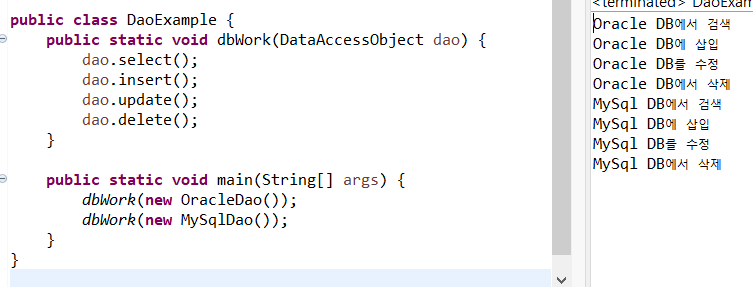 public class DaoExample {
public static void dbWork(DataAccessObject dao) {
dao.select();
dao.insert();
dao.update();
dao.delete();
}
public static void main(String[] args) {
dbWork(new OracleDao());
dbWork(new MySqlDao());
}
}
<terminated> DaoExam
Oracle DB에서 검색
Oracle DB에 삽입
Oracle DB를 수정
Oracle DB에서 삭제
MySql DB에서 검색
MySql DB에 삽입
MySql DB를 수정
MySql DB에서 삭제